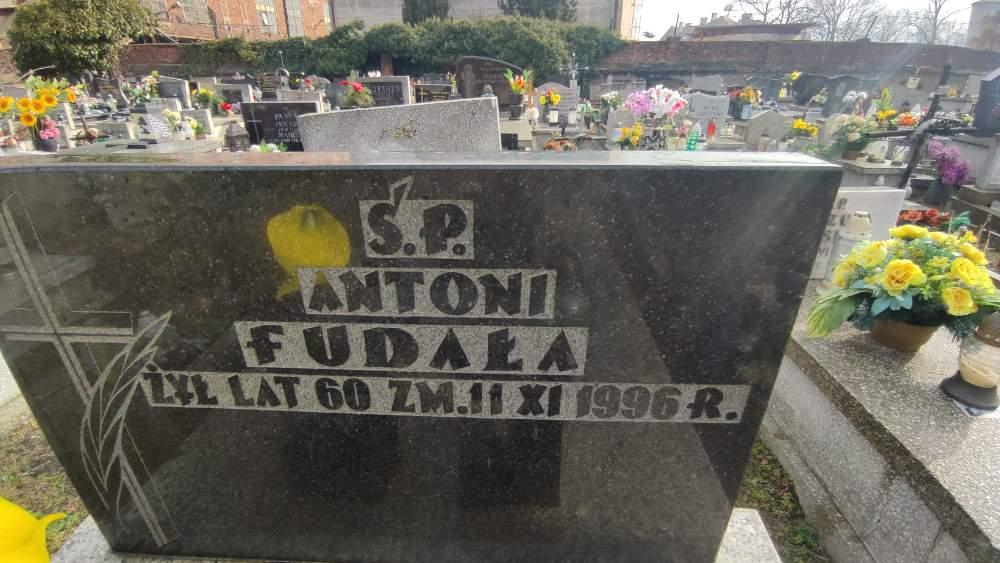 Ś.P.
ANTONI
FUDAŁA
ŻYŁ LAT 60 ZM.11 XI 1996 R.